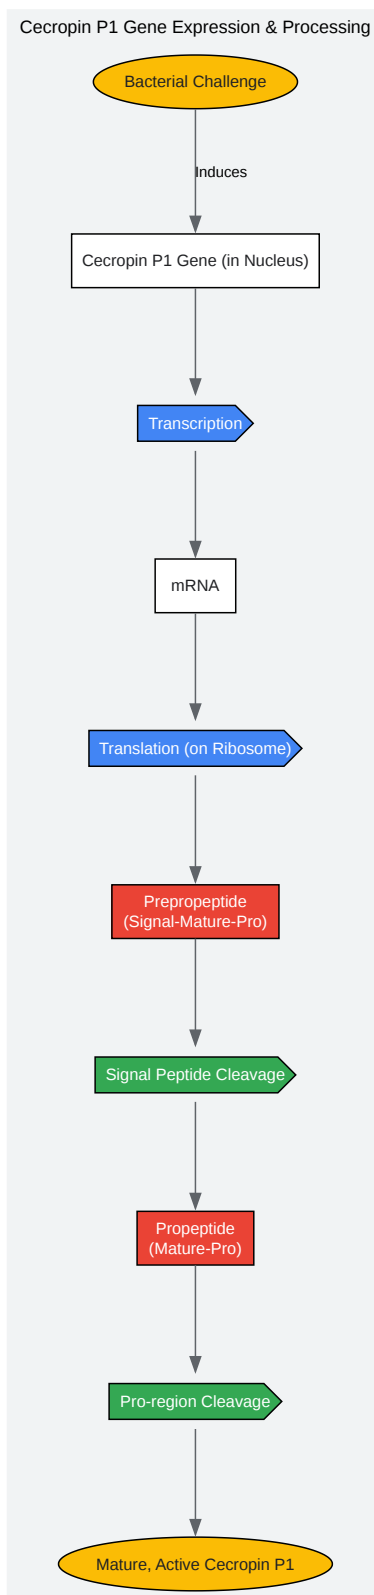 Cecropin P1 Gene Expression & Processing
Bacterial Challenge
Induces
Cecropin P1 Gene (in Nucleus)
Transcription
mRNA
Translation (on Ribosome)
Prepropeptide
(Signal-Mature-Pro)
Signal Peptide Cleavage
Propeptide
(Mature-Pro)
Pro-region Cleavage
Mature, Active Cecropin P1